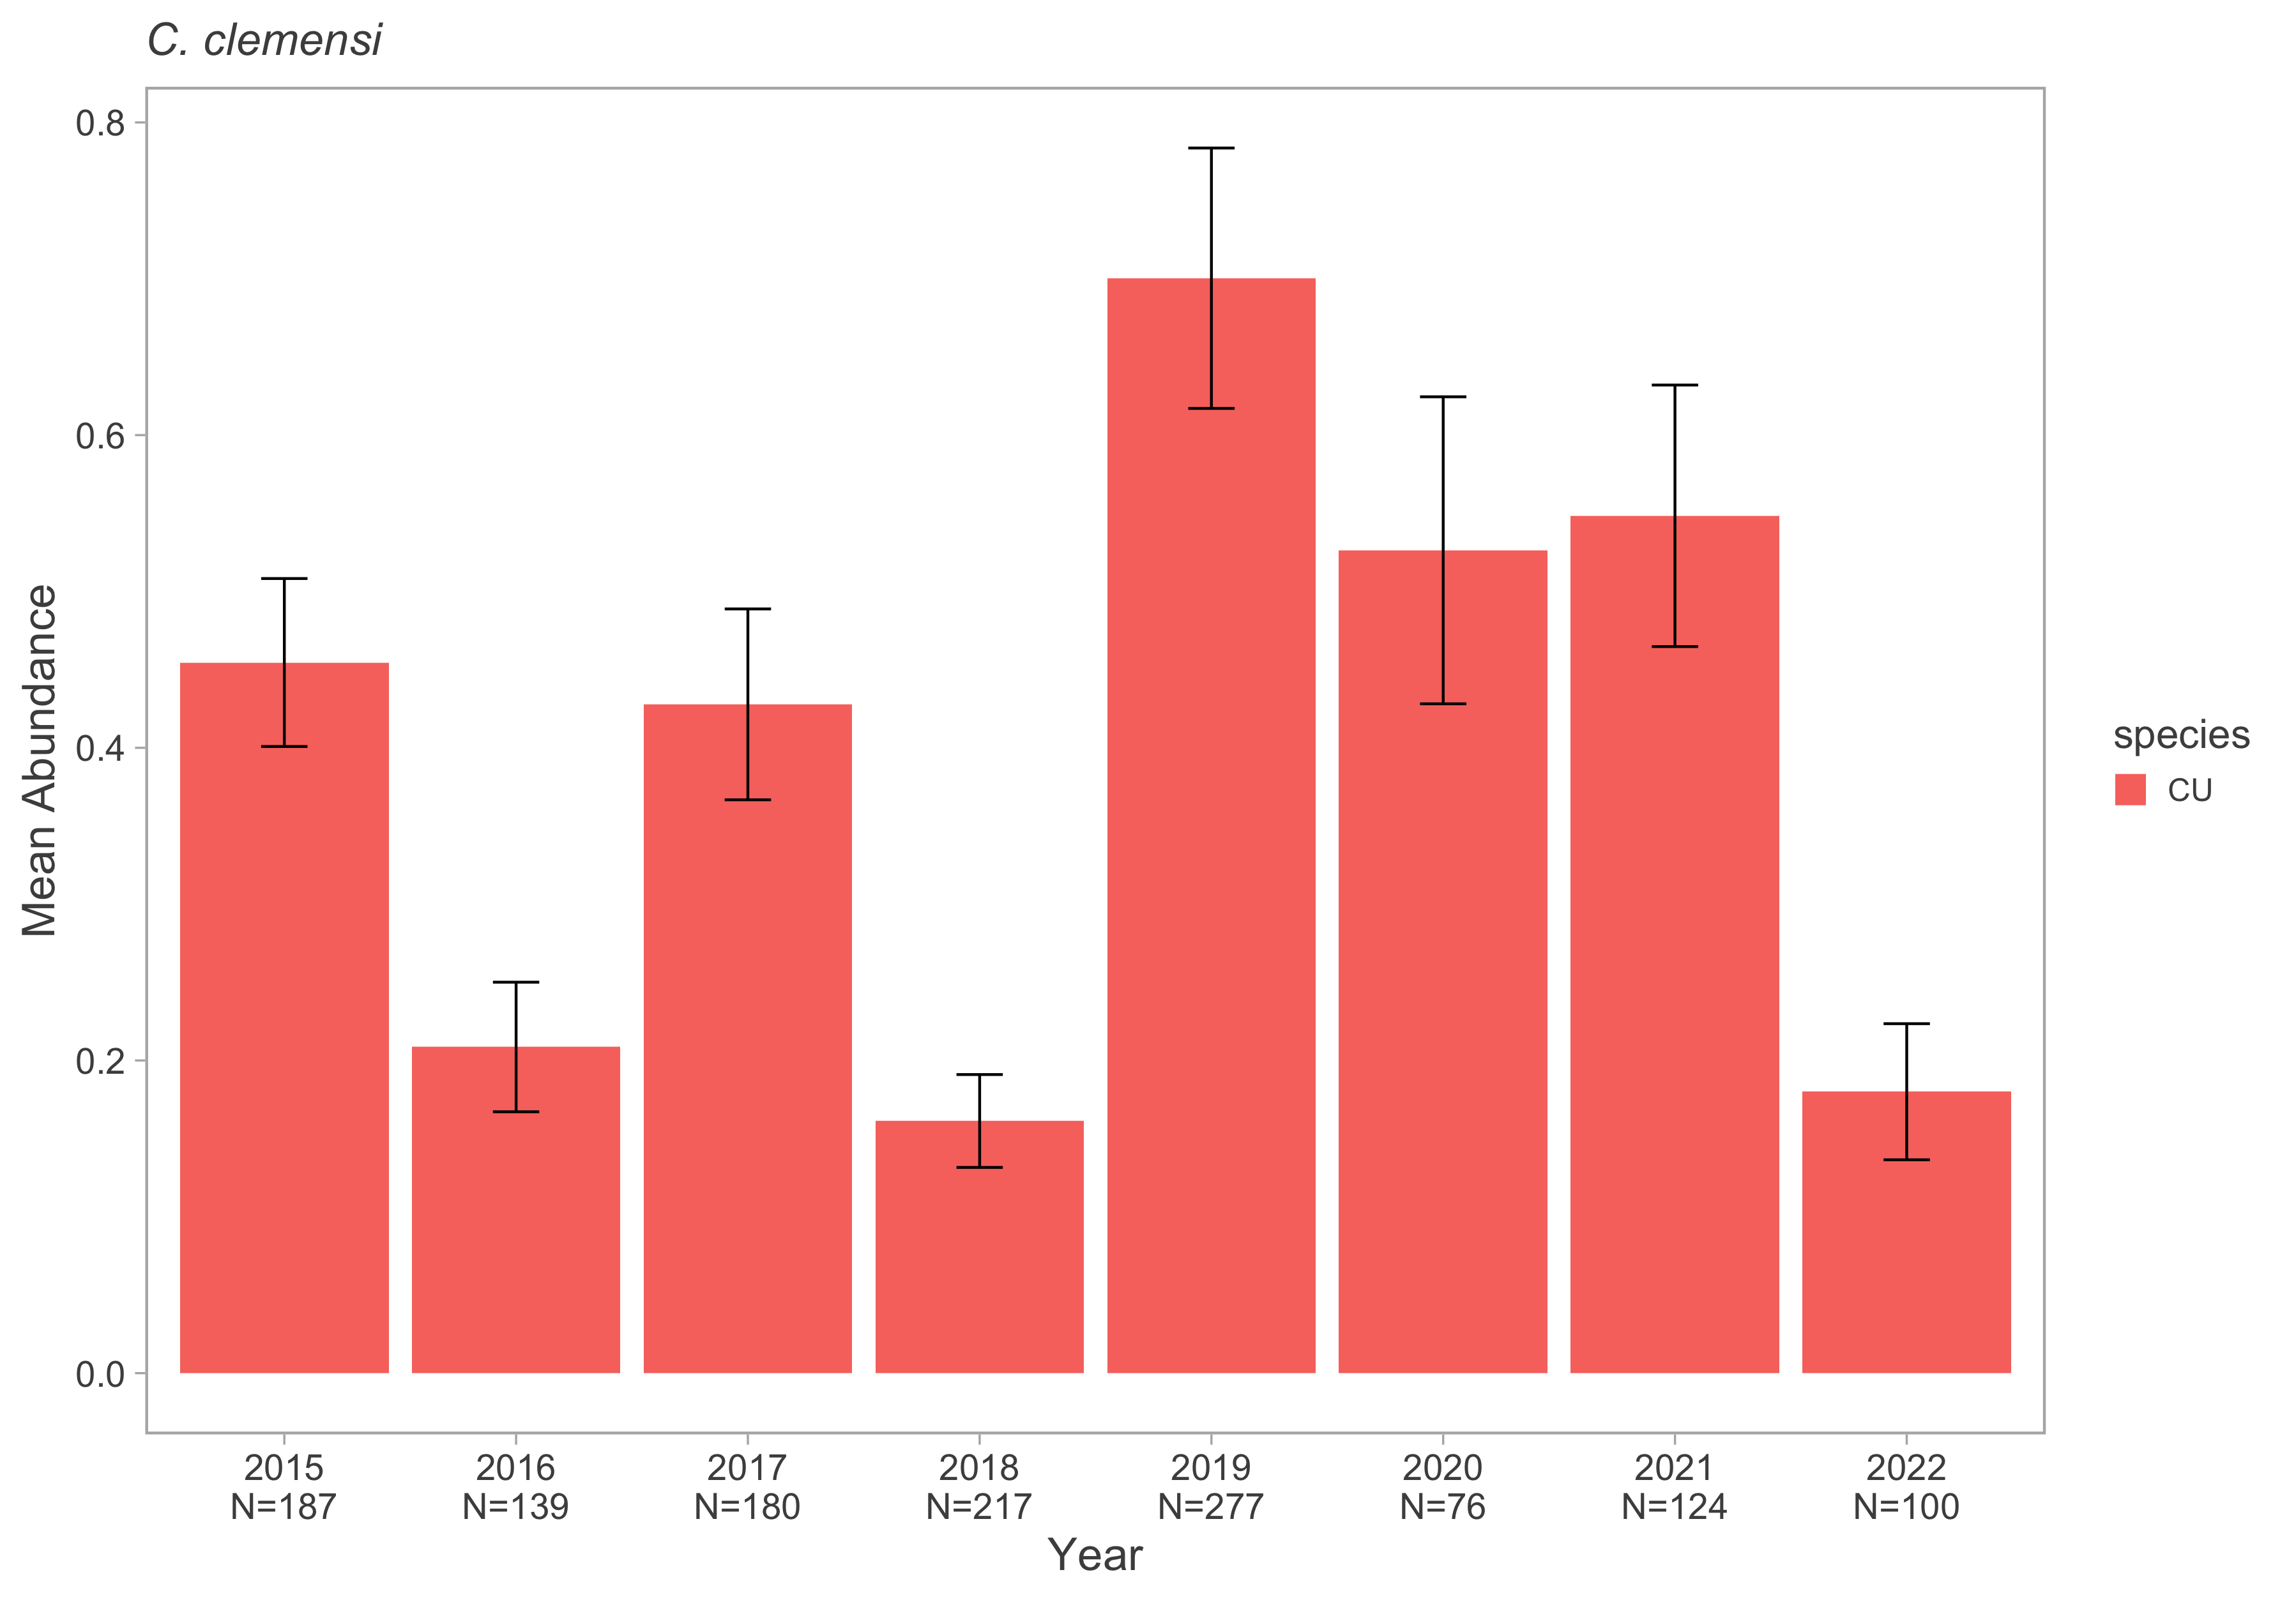 C. clemensi
0.8
0.6
0.4
0.2
0.0
Mean Abundance
2015 2016 2017 2018 2019 2020 2021 2022
N=187 N=139 N=180 N=217 N=277 N=76 N=124 N=100
Year
species
CU